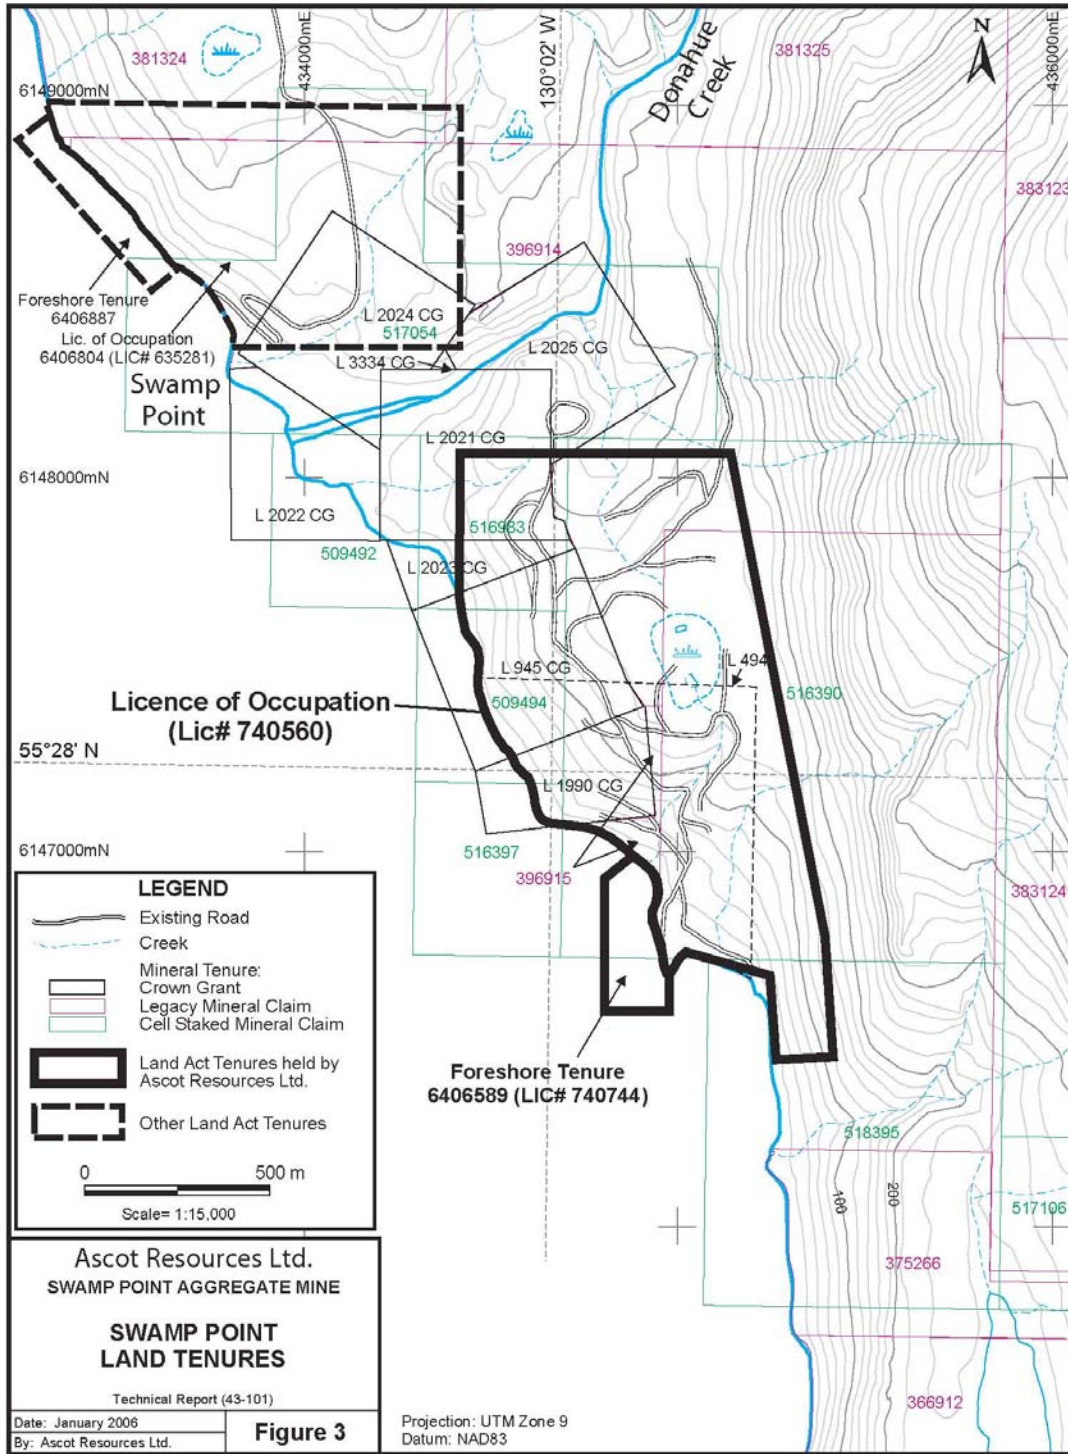 381324
434000mE
130°02' W
Donahue
Creek
381325
N
436000mE
6149000mN
383123
396914
Foreshore Tenure
6406887
Lic. of Occupation
6406804 (LIC# 635281)
L 2024 CG
517054
L 2025 CG
L 3334 CG
Swamp
Point
L 2021 CG
6148000mN
L 2022 CG
516983
509492
L 2023 CG
L 945 CG
L 494
516390
509494
Licence of Occupation
(Lic# 740560)
55°28' N
L 1990 CG
6147000mN
516397
396915
383124
LEGEND
Existing Road
Creek
Mineral Tenure:
Crown Grant
Legacy Mineral Claim
Cell Staked Mineral Claim
Land Act Tenures held by
Ascot Resources Ltd.
Other Land Act Tenures
0 500 m
Scale= 1:15,000
Foreshore Tenure
6406589 (LIC# 740744)
518395
100
200
517106
375266
366912
Ascot Resources Ltd.
SWAMP POINT AGGREGATE MINE
SWAMP POINT
LAND TENURES
Technical Report (43-101)
Date: January 2006
By: Ascot Resources Ltd.
Figure 3
Projection: UTM Zone 9
Datum: NAD83